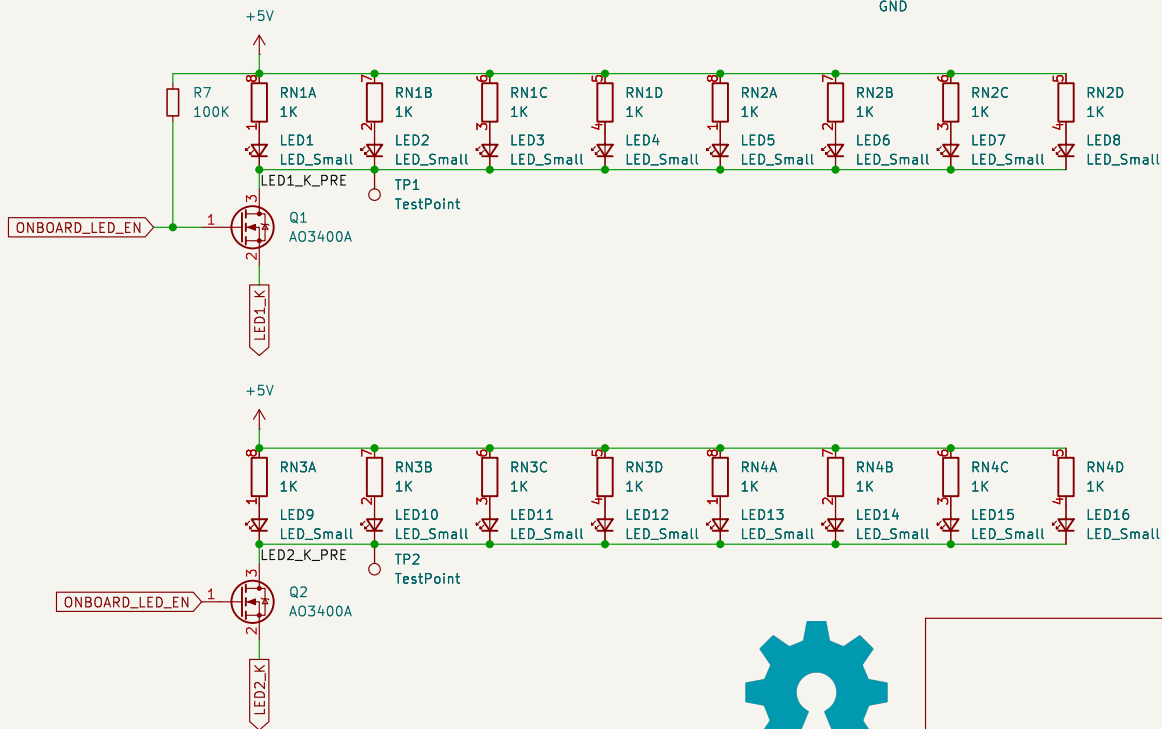 GND
+5V
R7
100K
8
RN1A
1K
1
LED1
LED_Small
7
RN1B
1K
2
LED2
LED_Small
6
RN1C
1K
3
LED3
LED_Small
5
RN1D
1K
4
LED4
LED_Small
8
RN2A
1K
1
LED5
LED_Small
7
RN2B
1K
2
LED6
LED_Small
6
RN2C
1K
3
LED7
LED_Small
5
RN2D
1K
4
LED8
LED_Small
LED1_K_PRE
TP1
TestPoint
ONBOARD_LED_EN
1
3
2
Q1
AO3400A
LED1_K
+5V
8
RN3A
1K
1
LED9
LED_Small
7
RN3B
1K
2
LED10
LED_Small
6
RN3C
1K
3
LED11
LED_Small
5
RN3D
1K
4
LED12
LED_Small
8
RN4A
1K
1
LED13
LED_Small
7
RN4B
1K
2
LED14
LED_Small
6
RN4C
1K
3
LED15
LED_Small
5
RN4D
1K
4
LED16
LED_Small
LED2_K_PRE
TP2
TestPoint
ONBOARD_LED_EN
1
3
2
Q2
AO3400A
LED2_K